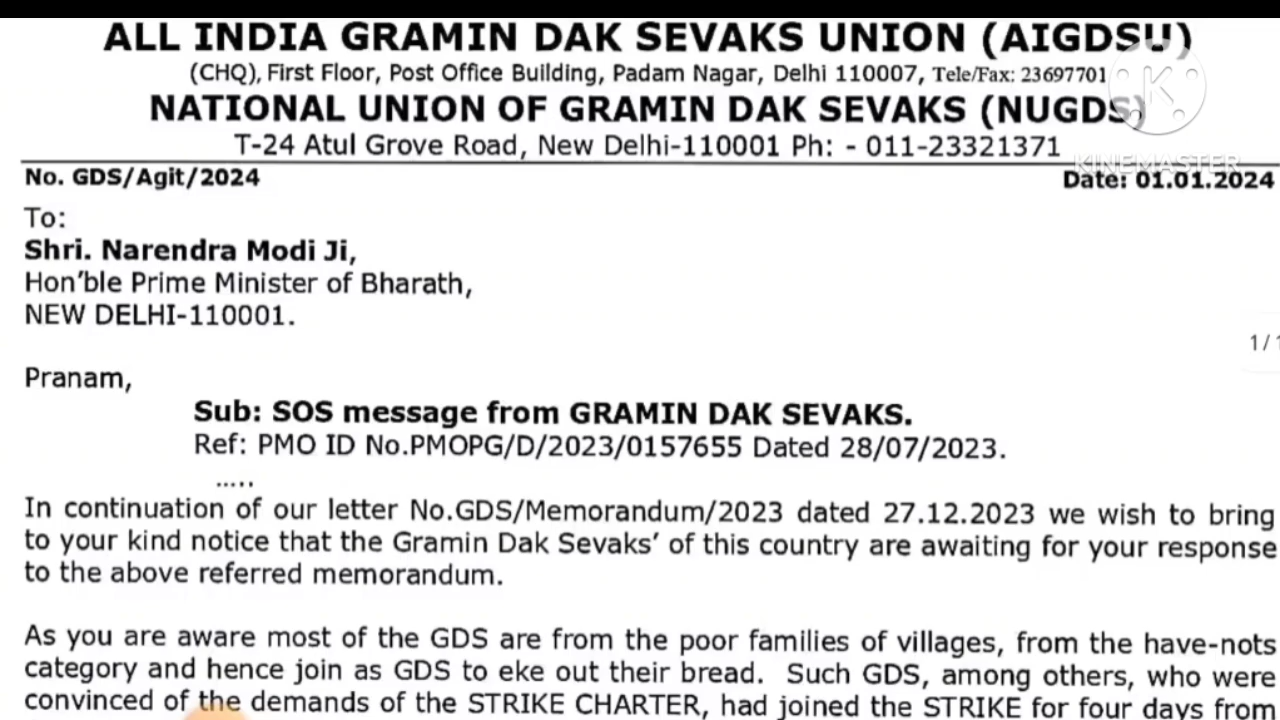 ALL INDIA GRAMIN DAK SEVAKS UNION (AIGDSU)
(CHQ), First Floor, Post Office Building, Padam Nagar, Delhi 110007, Tele/Fax: 23697701
NATIONAL UNION OF GRAMIN DAK SEVAKS (NUGDS)
T-24 Atul Grove Road, New Delhi-110001 Ph: - 011-23321371
K
KINEMASTER
No. GDS/Agit/2024 Date: 01.01.2024
To:
Shri. Narendra Modi Ji,
Hon'ble Prime Minister of Bharath,
NEW DELHI-110001.
1/1
Pranam,
Sub: SOS message from GRAMIN DAK SEVAKS.
Ref: PMO ID No.PMOPG/D/2023/0157655 Dated 28/07/2023.
.....
In continuation of our letter No.GDS/Memorandum/2023 dated 27.12.2023 we wish to bring
to your kind notice that the Gramin Dak Sevaks' of this country are awaiting for your response
to the above referred memorandum.
As you are aware most of the GDS are from the poor families of villages, from the have-nots
category and hence join as GDS to eke out their bread. Such GDS, among others, who were
convinced of the demands of the STRIKE CHARTER, had joined the STRIKE for four days from